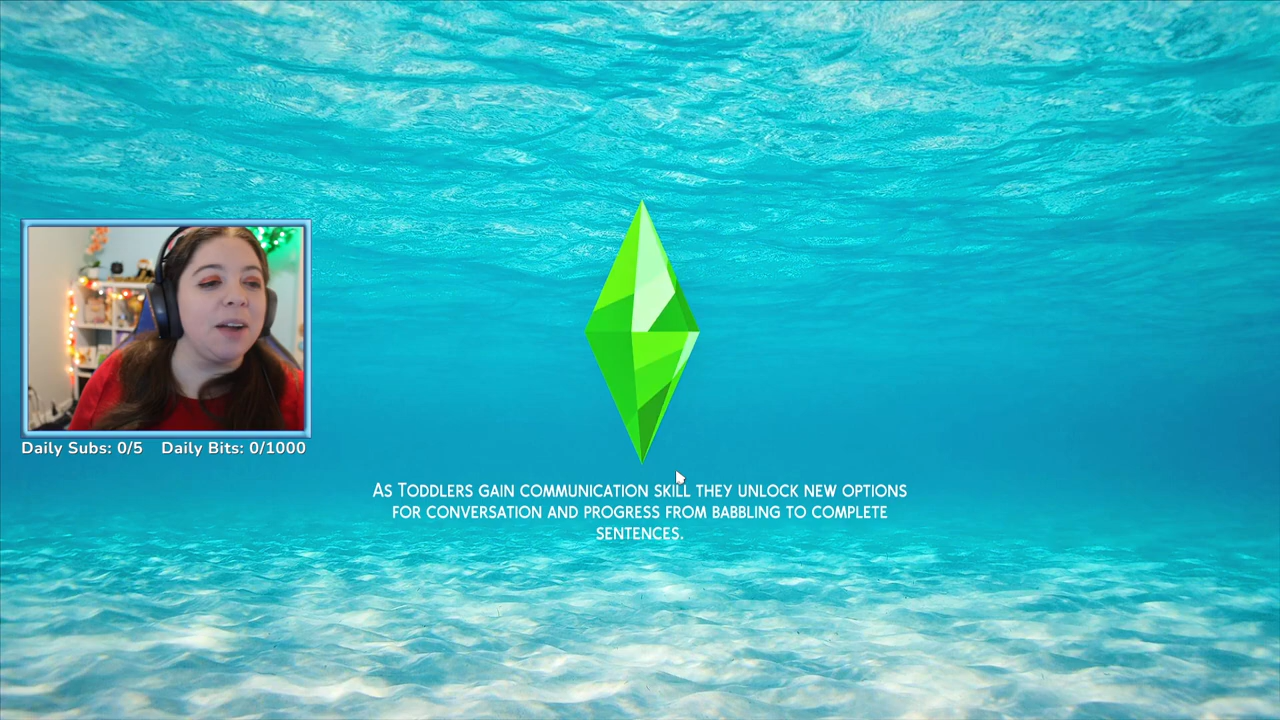 Daily Subs: 0/5 Daily Bits: 0/1000
As Toddlers gain communication skill they unlock new options
for conversation and progress from babbling to complete
sentences.